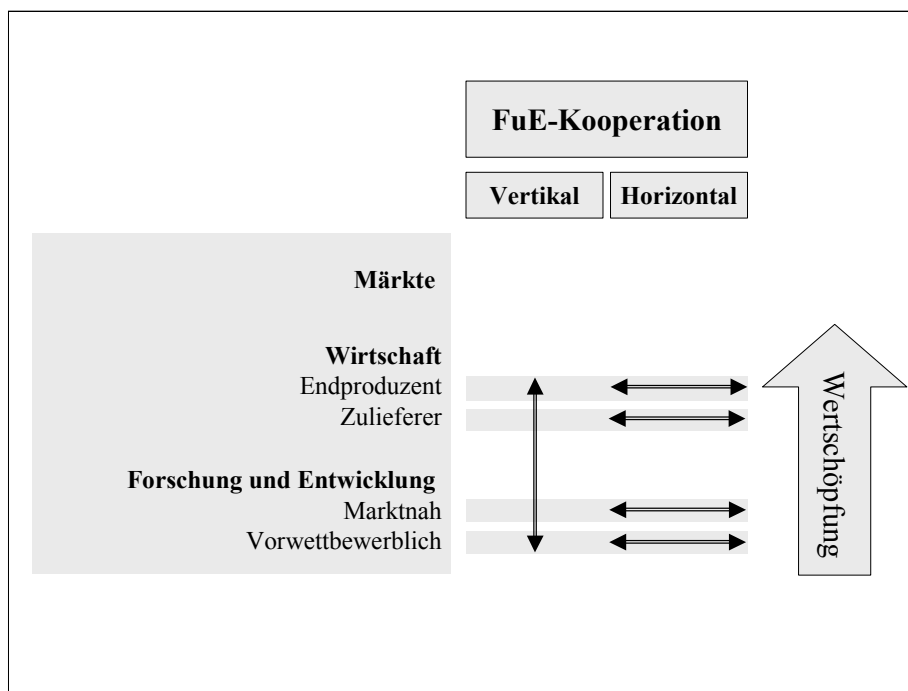 FuE-Kooperation
Vertikal
Horizontal
Märkte
Wirtschaft
Endproduzent
Zulieferer
Forschung und Entwicklung
Marktnah
Vorwettbewerblich
Wertschöpfung